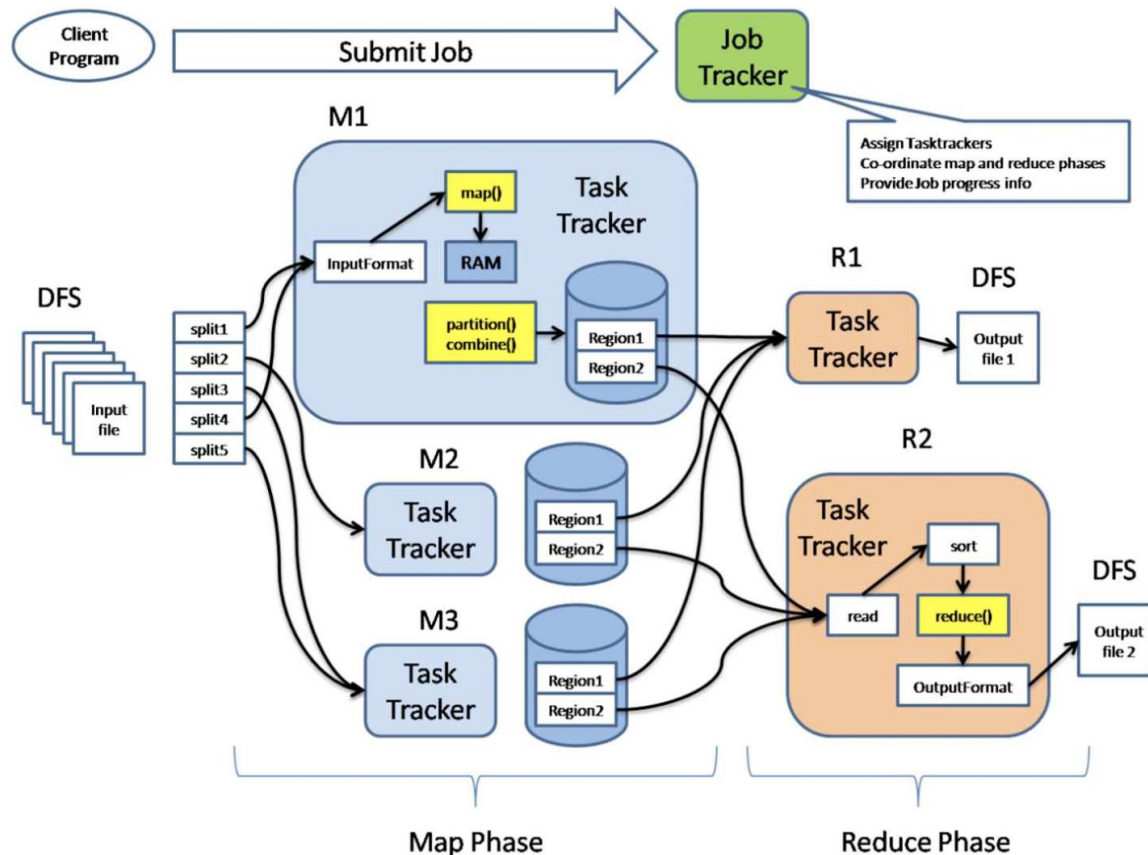 Client
Program
Submit Job
Job
Tracker
Assign Tasktrackers
Co-ordinate map and reduce phases
Provide Job progress info
M1
map()
Task
Tracker
InputFormat
RAM
partition()
combine()
Region1
Region2
DFS
Input
file
split1
split2
split3
split4
split5
M2
Task
Tracker
Region1
Region2
M3
Task
Tracker
Region1
Region2
R1
Task
Tracker
DFS
Output
file 1
R2
Task
Tracker
sort
read
reduce()
OutputFormat
DFS
Output
file 2
Map Phase
Reduce Phase